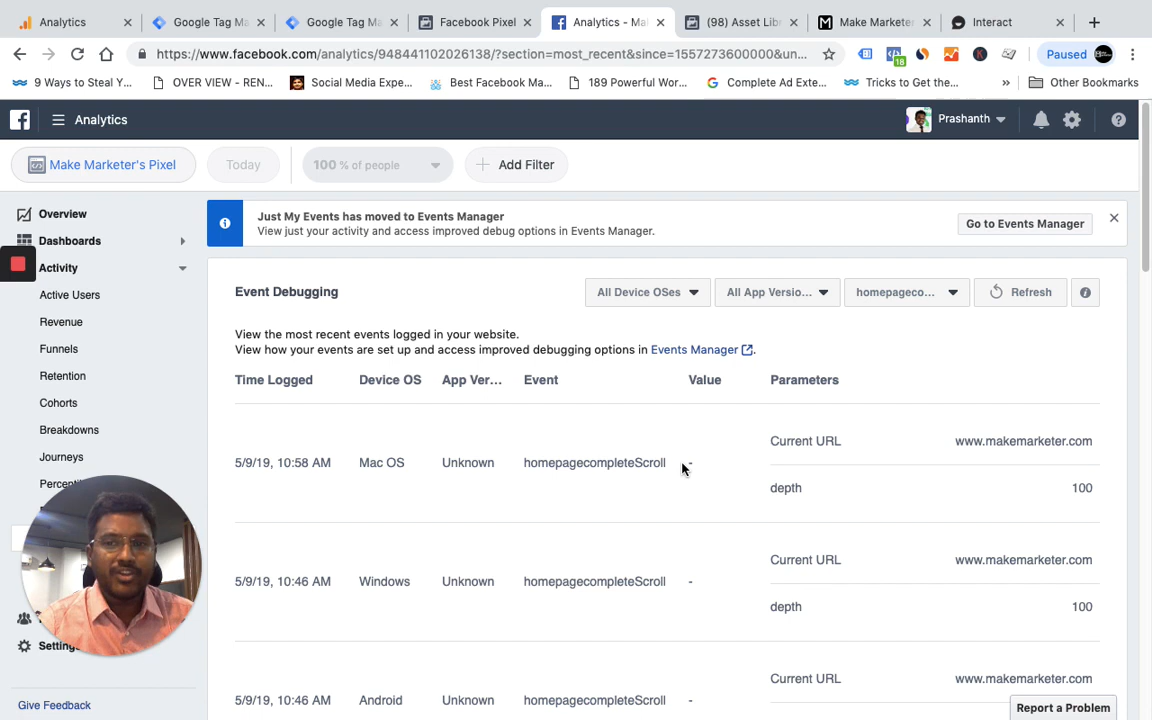 Analytics
Google Tag Ma
Google Tag Ma
Facebook Pixel
Analytics - Ma
(98) Asset Libr
Make Marketer
Interact
https://www.facebook.com/analytics/948441102026138/?section=most_recent&since=1557273600000&un...
18
Paused
9 Ways to Steal Y...
OVER VIEW - REN...
Social Media Expe...
Best Facebook Ma...
189 Powerful Wor...
Complete Ad Exte...
Tricks to Get the...
»
Other Bookmarks
Analytics
Prashanth
Make Marketer's Pixel
Today
100 % of people
Add Filter
Overview
Dashboards
Activity
Active Users
Revenue
Funnels
Retention
Cohorts
Breakdowns
Journeys
Percenti
Settings
Give Feedback
Just My Events has moved to Events Manager
View just your activity and access improved debug options in Events Manager.
Go to Events Manager
Event Debugging
All Device OSes
All App Versio...
homepageco...
Refresh
View the most recent events logged in your website.
View how your events are set up and access improved debugging options in Events Manager.
Time Logged Device OS App Ver... Event Value Parameters
Current URL www.makemarketer.com
5/9/19, 10:58 AM Mac OS Unknown homepagecompleteScroll -
depth 100
Current URL www.makemarketer.com
5/9/19, 10:46 AM Windows Unknown homepagecompleteScroll -
depth 100
Current URL www.makemarketer.com
5/9/19, 10:46 AM Android Unknown homepagecompleteScroll -
Report a Problem